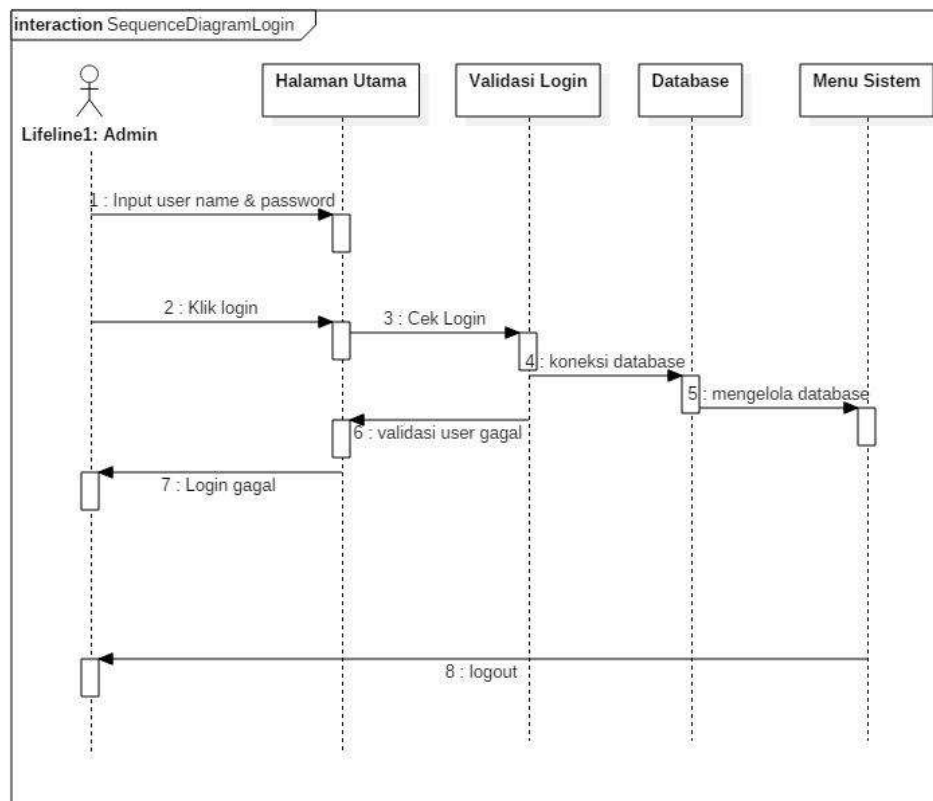 interaction SequenceDiagramLogin
Halaman Utama
Validasi Login
Database
Menu Sistem
Lifeline1: Admin
1 : Input user name & password
2 : Klik login
3 : Cek Login
4 : koneksi database
5 : mengelola database
6 : validasi user gagal
7 : Login gagal
8 : logout